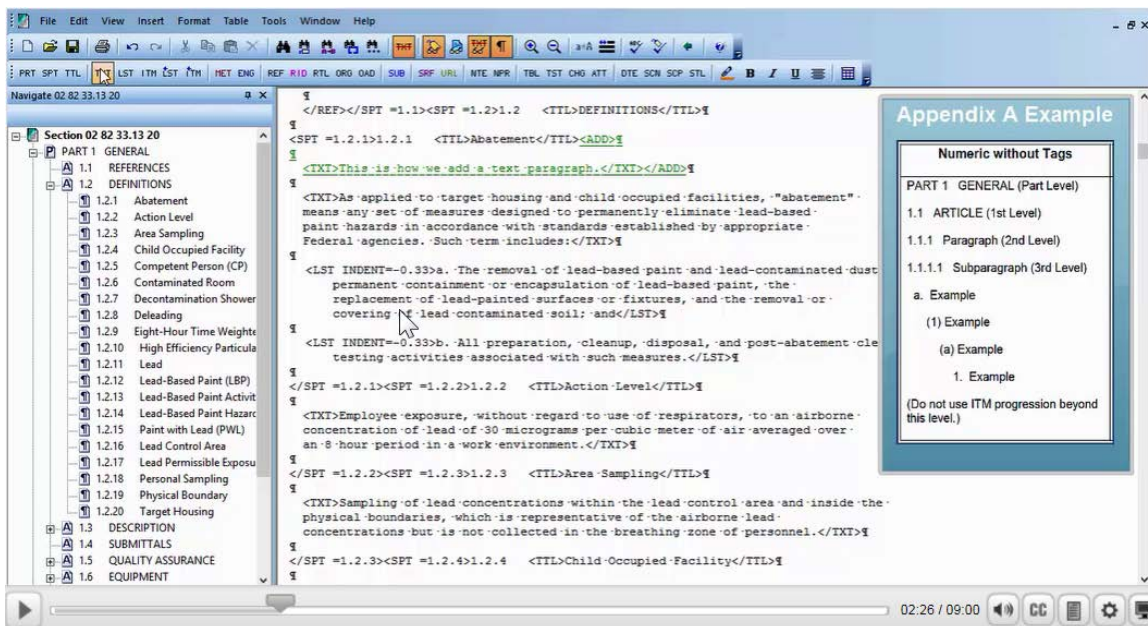 File Edit View Insert Format Table Tools Window Help
PRT SPT TTL TXT LST ITM LST ITM MET ENG REF RID RTL ORG OAD SUB SRF URL NTE NPR TBL TST CHG ATT DTE SCN SCP STL B I U
Navigate 02 82 33.13 20
Section 02 82 33.13 20
PART 1 GENERAL
1.1 REFERENCES
1.2 DEFINITIONS
1.2.1 Abatement
1.2.2 Action Level
1.2.3 Area Sampling
1.2.4 Child Occupied Facility
1.2.5 Competent Person (CP)
1.2.6 Contaminated Room
1.2.7 Decontamination Shower
1.2.8 Deleading
1.2.9 Eight-Hour Time Weighte
1.2.10 High Efficiency Particula
1.2.11 Lead
1.2.12 Lead-Based Paint (LBP)
1.2.13 Lead-Based Paint Activit
1.2.14 Lead-Based Paint Hazard
1.2.15 Paint with Lead (PWL)
1.2.16 Lead Control Area
1.2.17 Lead Permissible Exposu
1.2.18 Personal Sampling
1.2.19 Physical Boundary
1.2.20 Target Housing
1.3 DESCRIPTION
1.4 SUBMITTALS
1.5 QUALITY ASSURANCE
1.6 EQUIPMENT
¶
</REF></SPT =1.1><SPT =1.2>1.2 <TTL>DEFINITIONS</TTL>¶
¶
<SPT =1.2.1>1.2.1 <TTL>Abatement</TTL><ADD>¶
¶
<TXT>This·is·how·we·add·a·text·paragraph.</TXT></ADD>¶
¶
<TXT>As·applied·to·target·housing·and·child·occupied·facilities,·"abatement"·
means·any·set·of·measures·designed·to·permanently·eliminate·lead-based·
paint·hazards·in·accordance·with·standards·established·by·appropriate·
Federal·agencies.·Such·term·includes:</TXT>¶
¶
<LST INDENT=-0.33>a.·The·removal·of·lead-based·paint·and·lead-contaminated·dust
permanent·containment·or·encapsulation·of·lead-based·paint,·the·
replacement·of·lead-painted·surfaces·or·fixtures,·and·the·removal·or·
covering·of·lead·contaminated·soil;·and</LST>¶
¶
<LST INDENT=-0.33>b.·All·preparation,·cleanup,·disposal,·and·post-abatement·cle
testing·activities·associated·with·such·measures.</LST>¶
¶
</SPT =1.2.1><SPT =1.2.2>1.2.2 <TTL>Action·Level</TTL>¶
¶
<TXT>Employee·exposure,·without·regard·to·use·of·respirators,·to·an·airborne·
concentration·of·lead·of·30·micrograms·per·cubic·meter·of·air·averaged·over·
an·8·hour·period·in·a·work·environment.</TXT>¶
¶
</SPT =1.2.2><SPT =1.2.3>1.2.3 <TTL>Area·Sampling</TTL>¶
¶
<TXT>Sampling·of·lead·concentrations·within·the·lead·control·area·and·inside·the·
physical·boundaries,·which·is·representative·of·the·airborne·lead·
concentrations·but·is·not·collected·in·the·breathing·zone·of·personnel.</TXT>¶
¶
</SPT =1.2.3><SPT =1.2.4>1.2.4 <TTL>Child·Occupied·Facility</TTL>¶
¶
Appendix A Example
Numeric without Tags
PART 1 GENERAL (Part Level)
1.1 ARTICLE (1st Level)
1.1.1 Paragraph (2nd Level)
1.1.1.1 Subparagraph (3rd Level)
a. Example
(1) Example
(a) Example
1. Example
(Do not use ITM progression beyond
this level.)
02:26 / 09:00 CC